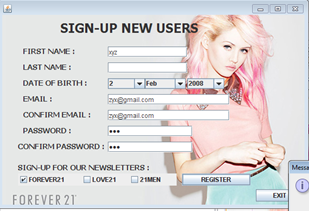 SIGN-UP NEW USERS
FIRST NAME : xyz
LAST NAME :
DATE OF BIRTH : 2 Feb 2008
EMAIL : zyx@gmail.com
CONFIRM EMAIL : zyx@gmail.com
PASSWORD : •••
CONFIRM PASSWORD : •••
SIGN-UP FOR OUR NEWSLETTERS :
FOREVER21 LOVE21 21MEN REGISTER
Messa
EXIT
FOREVER 21